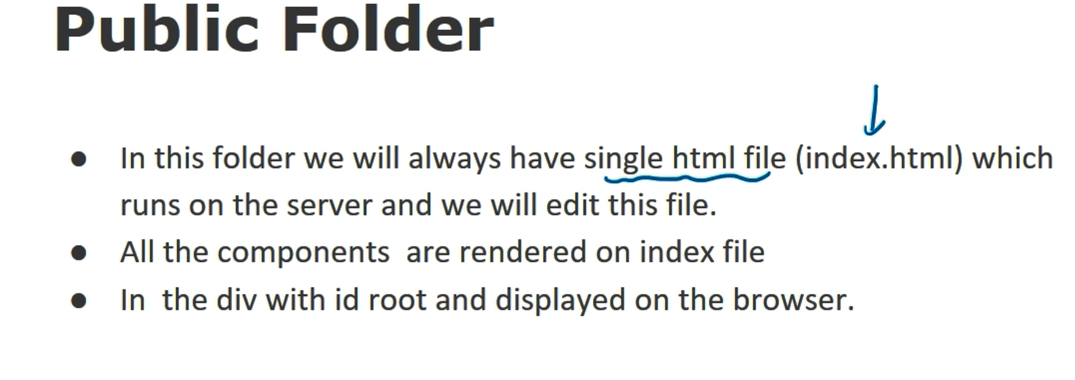 Public Folder
● In this folder we will always have single html file (index.html) which
runs on the server and we will edit this file.
● All the components are rendered on index file
● In the div with id root and displayed on the browser.